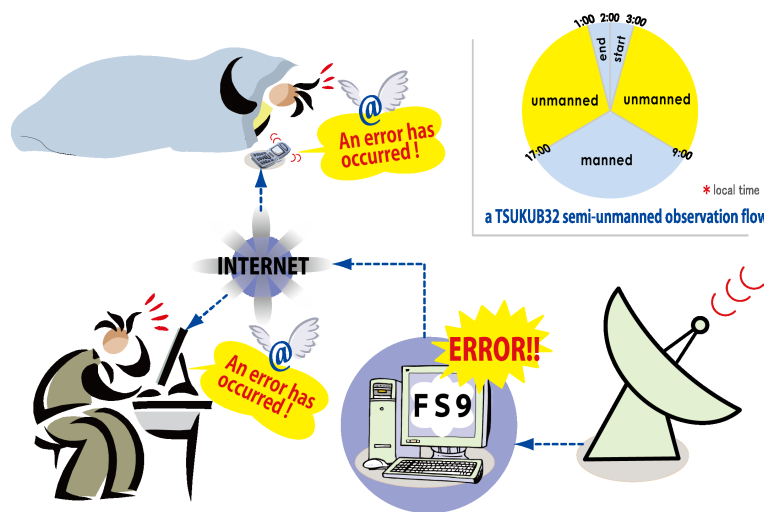 1:00 2:00 3:00
end
start
unmanned
unmanned
17:00
9:00
manned
* local time
a TSUKUB32 semi-unmanned observation flow
@
An error has
occurred !
INTERNET
@
An error has
occurred !
ERROR!!
FS9